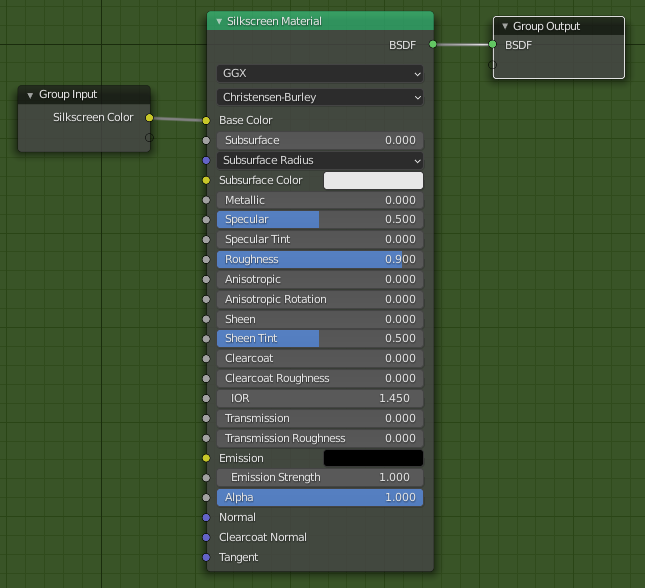 Group Input
Silkscreen Color
Silkscreen Material
BSDF
GGX
Christensen-Burley
Base Color
Subsurface 0.000
Subsurface Radius
Subsurface Color
Metallic 0.000
Specular 0.500
Specular Tint 0.000
Roughness 0.900
Anisotropic 0.000
Anisotropic Rotation 0.000
Sheen 0.000
Sheen Tint 0.500
Clearcoat 0.000
Clearcoat Roughness 0.000
IOR 1.450
Transmission 0.000
Transmission Roughness 0.000
Emission
Emission Strength 1.000
Alpha 1.000
Normal
Clearcoat Normal
Tangent
Group Output
BSDF